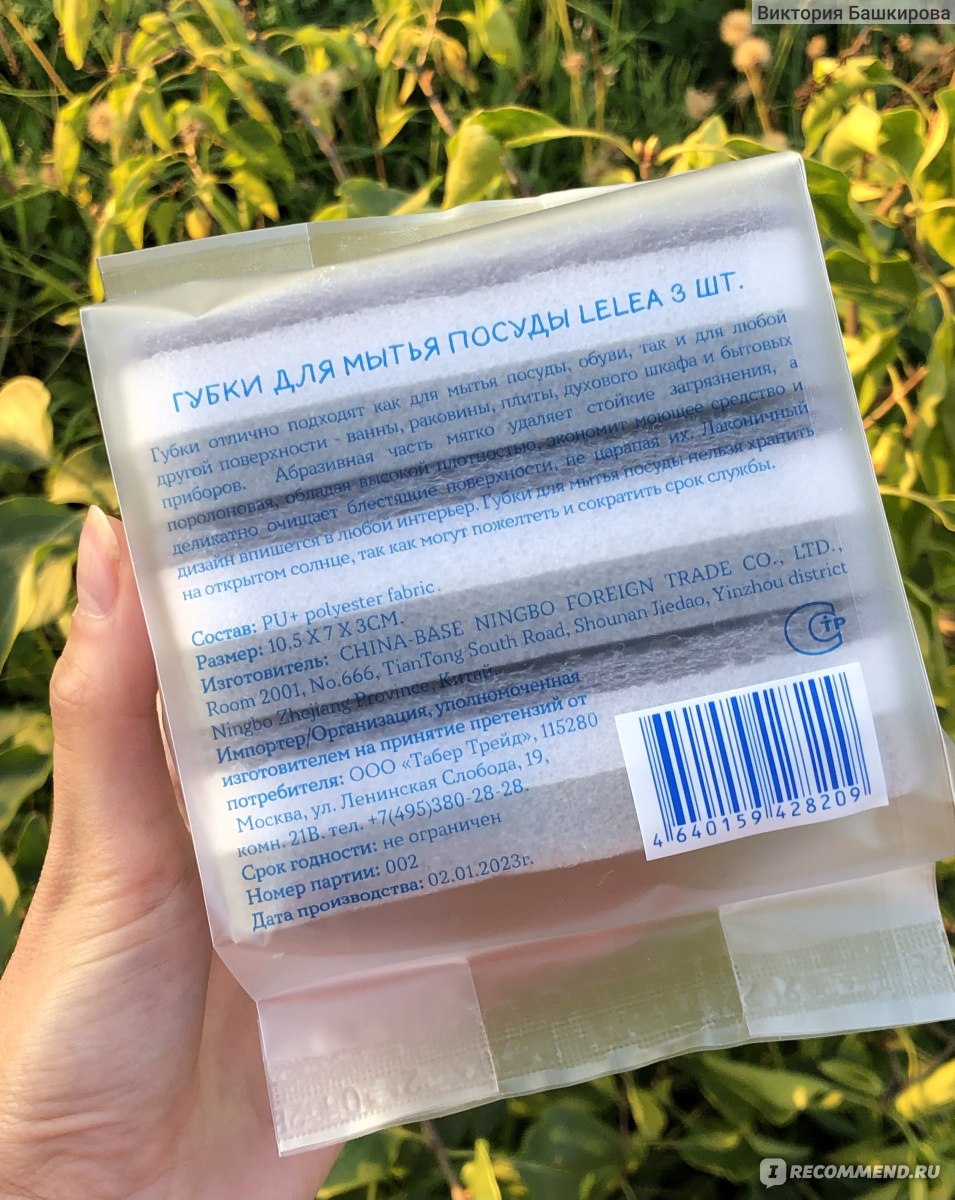 Виктория Башкирова
ГУБКИ ДЛЯ МЫТЬЯ ПОСУДЫ LELEA 3 ШТ.
Губки отлично подходят как для мытья посуды, обуви, так и для любой
другой поверхности - ванны, раковины, плиты, духового шкафа и бытовых
приборов. Абразивная часть мягко удаляет стойкие загрязнения, а
поролоновая, обладая высокой плотностью, экономит моющее средство и
деликатно очищает блестящие поверхности, не царапая их. Лаконичный
дизайн впишется в любой интерьер. Губки для мытья посуды нельзя хранить
на открытом солнце, так как могут пожелтеть и сократить срок службы.
Состав: PU+ polyester fabric.
Размер: 10.5 X 7 X 3СМ.
Изготовитель: CHINA-BASE NINGBO FOREIGN TRADE CO., LTD.,
Room 2001, No.666, TianTong South Road, Shounan Jiedao, Yinzhou district
Ningbo Zhejiang Province, Китай.
Импортер/Организация, уполномоченная
изготовителем на принятие претензий от
потребителя: ООО «Табер Трейд», 115280
Москва, ул. Ленинская Слобода, 19,
комн. 21В. тел. +7(495)380-28-28.
Срок годности: не ограничен
Номер партии: 002
Дата производства: 02.01.2023г.
СТР
4 640159 428209
IRECOMMEND.RU